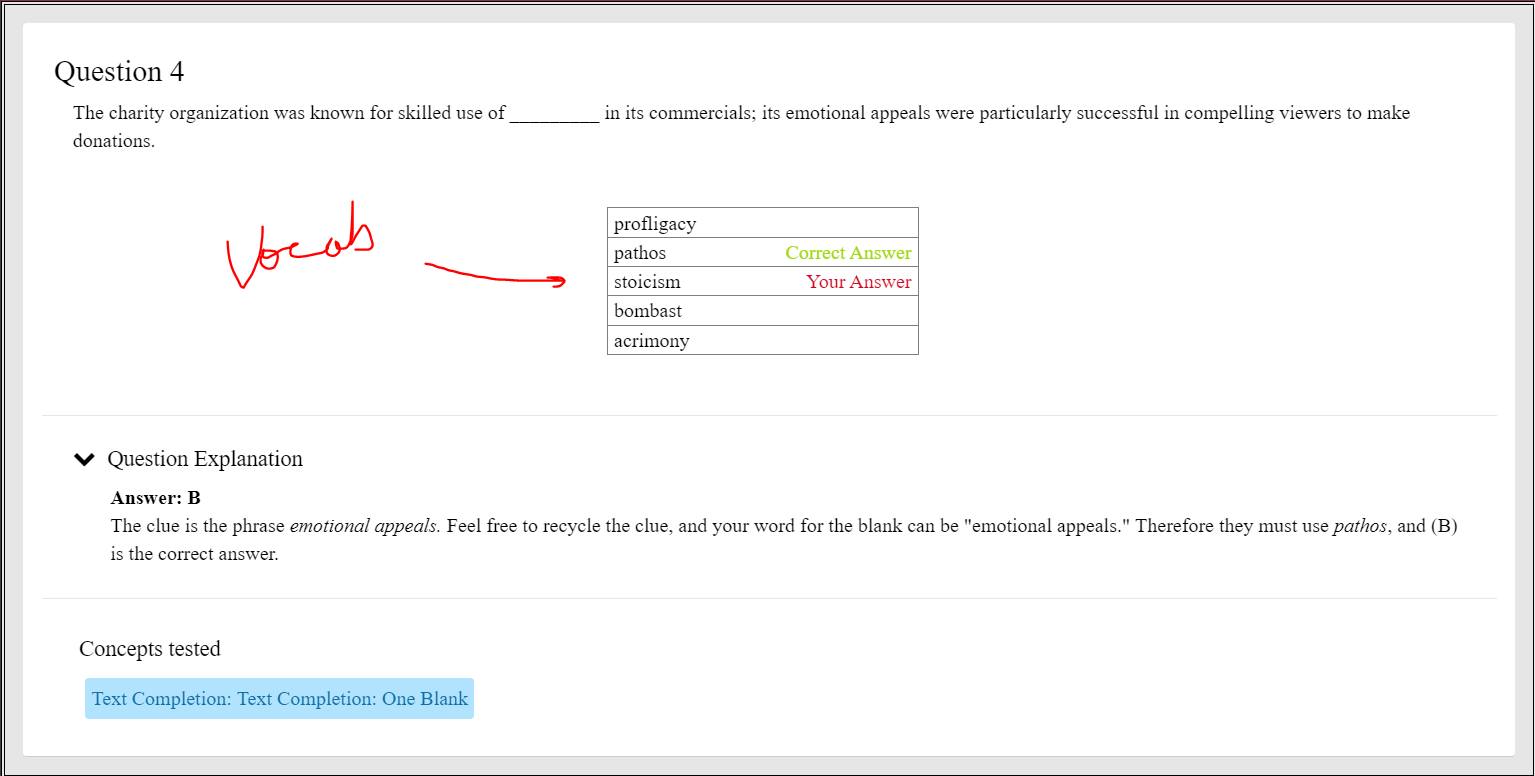 Question 4
The charity organization was known for skilled use of _________ in its commercials; its emotional appeals were particularly successful in compelling viewers to make
donations.
Vocab
profligacy
pathos Correct Answer
stoicism Your Answer
bombast
acrimony
Question Explanation
Answer: B
The clue is the phrase emotional appeals. Feel free to recycle the clue, and your word for the blank can be "emotional appeals." Therefore they must use pathos, and (B)
is the correct answer.
Concepts tested
Text Completion: Text Completion: One Blank